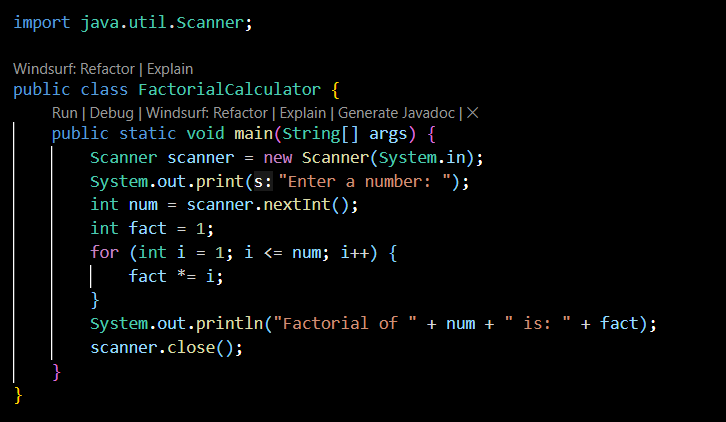 import java.util.Scanner;
Windsurf: Refactor | Explain
public class FactorialCalculator {
Run | Debug | Windsurf: Refactor | Explain | Generate Javadoc | ×
public static void main(String[] args) {
Scanner scanner = new Scanner(System.in);
System.out.print(s:"Enter a number: ");
int num = scanner.nextInt();
int fact = 1;
for (int i = 1; i <= num; i++) {
fact *= i;
}
System.out.println("Factorial of " + num + " is: " + fact);
scanner.close();
}
}